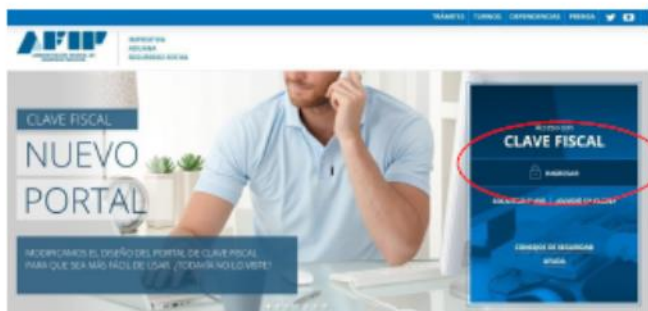 TRÁMITES TURNOS DEPENDENCIAS PRENSA
AFIP
IMPOSITIVA
ADUANA
SEGURIDAD SOCIAL
CLAVE FISCAL
NUEVO
PORTAL
MODIFICAMOS EL DISEÑO DEL PORTAL DE CLAVE FISCAL
PARA QUE SEA MÁS FÁCIL DE USAR. ¿TODAVÍA NO LO VISTE?
ACCESO CON
CLAVE FISCAL
INGRESAR
CONSEJOS DE SEGURIDAD
AYUDA